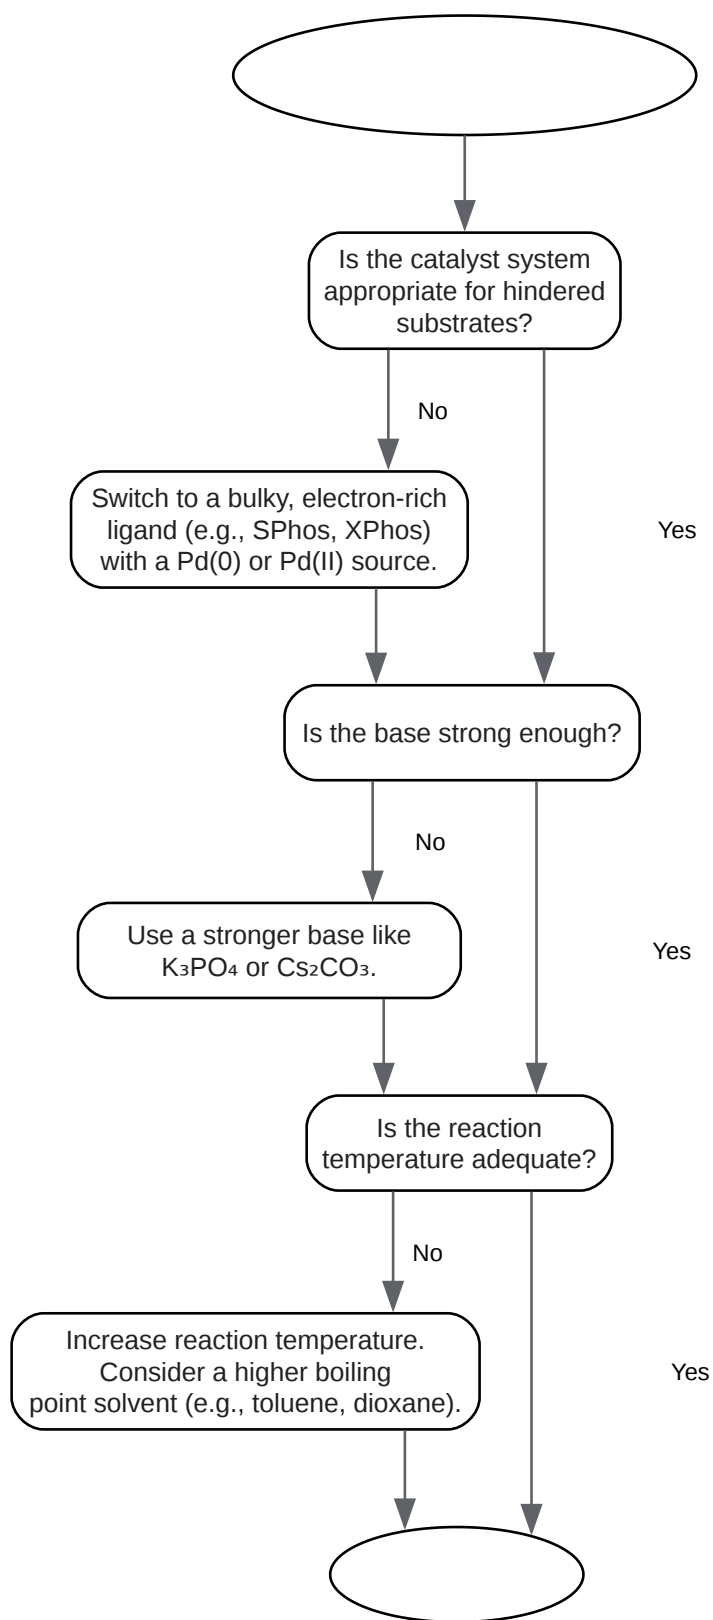 Is the catalyst system
appropriate for hindered
substrates?
No
Switch to a bulky, electron-rich
ligand (e.g., SPhos, XPhos)
with a Pd(0) or Pd(II) source.
Yes
Is the base strong enough?
No
Use a stronger base like
K₃PO₄ or Cs₂CO₃.
Yes
Is the reaction
temperature adequate?
No
Increase reaction temperature.
Consider a higher boiling
point solvent (e.g., toluene, dioxane).
Yes